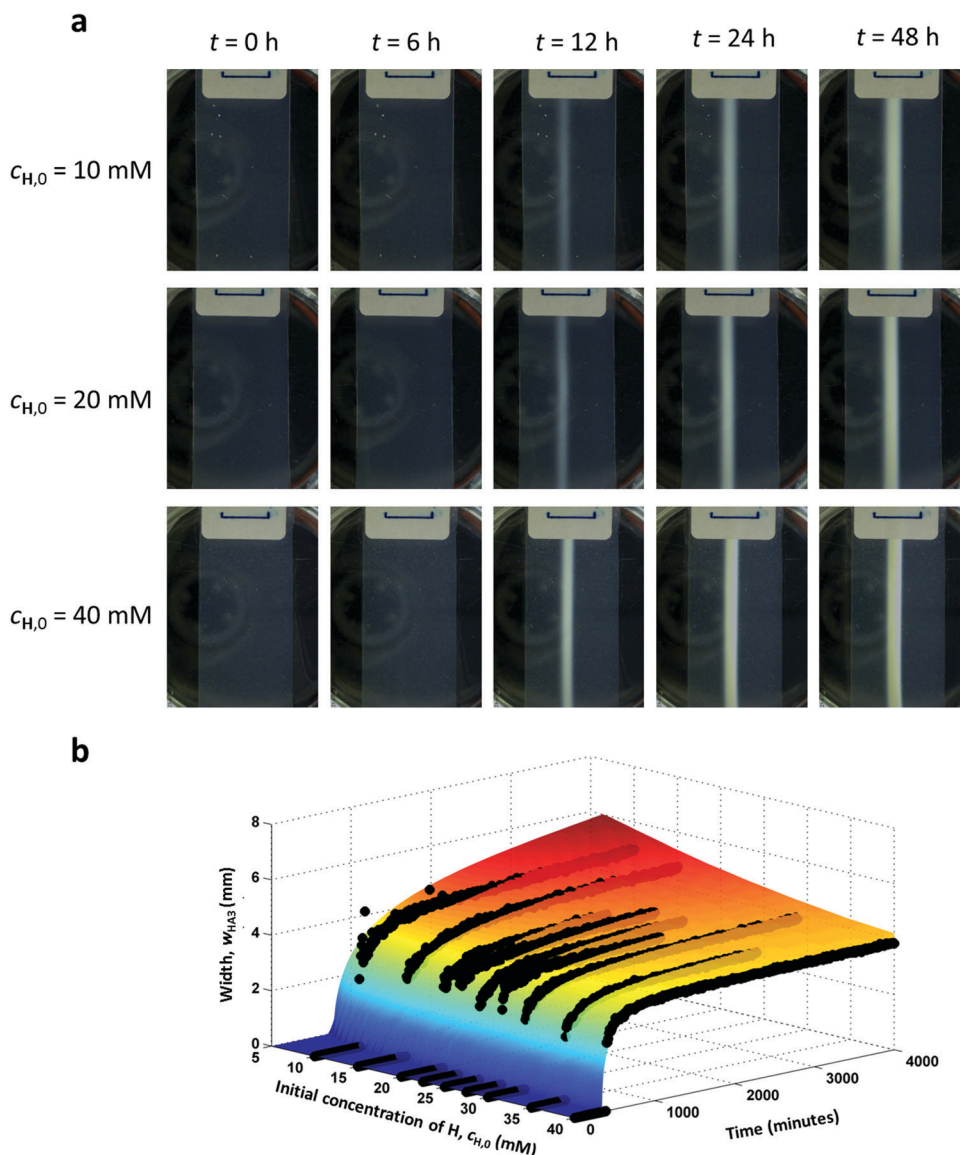 a
t = 0 h t = 6 h t = 12 h t = 24 h t = 48 h
cH,0 = 10 mM
cH,0 = 20 mM
cH,0 = 40 mM
b
8
6
4
2
0
Width, wHA3 (mm)
5
10
15
20
25
30
35
40
Initial concentration of H, cH,0 (mM)
0
1000
2000
3000
4000
Time (minutes)